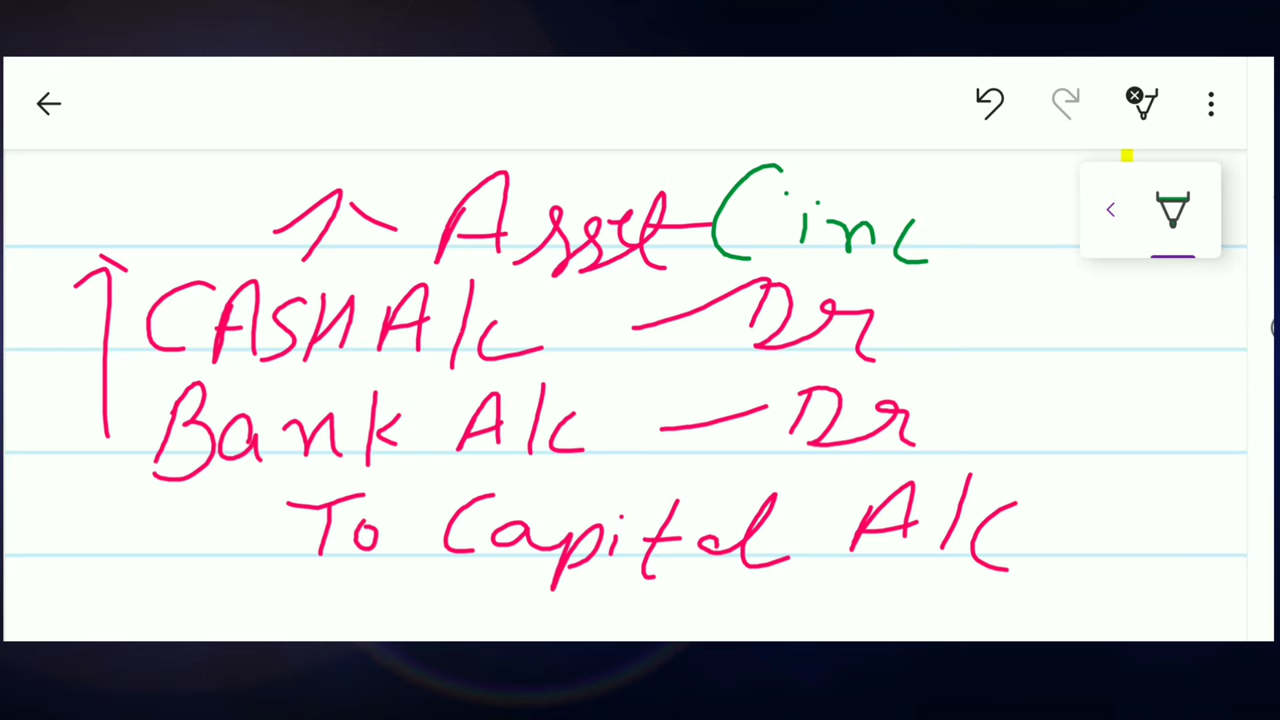 ↑ Asset (inc
CASH A/c — Dr
Bank A/c — Dr
To Capital A/c